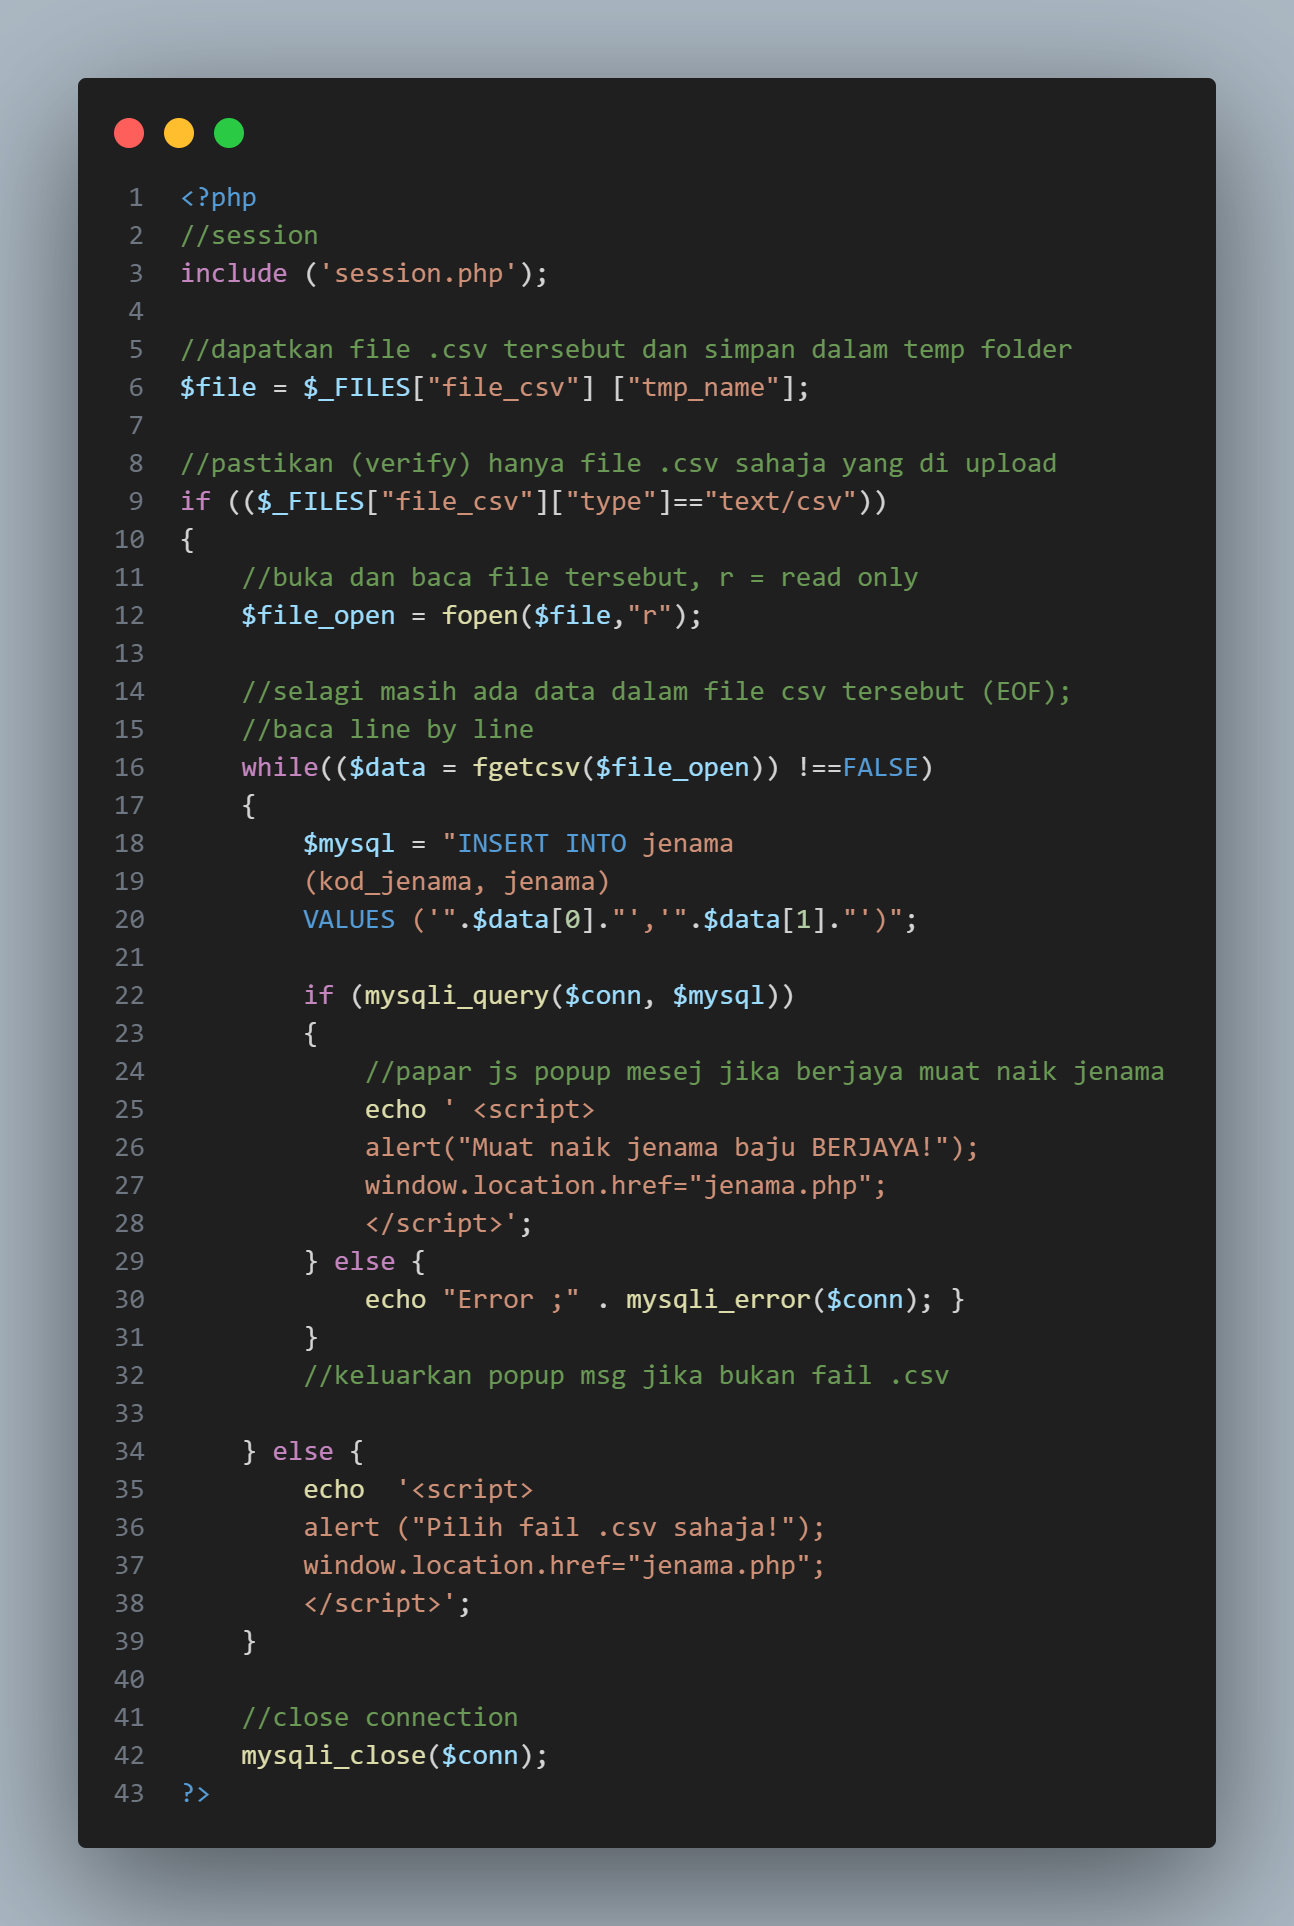 1 <?php
2 //session
3 include ('session.php');
4
5 //dapatkan file .csv tersebut dan simpan dalam temp folder
6 $file = $_FILES["file_csv"] ["tmp_name"];
7
8 //pastikan (verify) hanya file .csv sahaja yang di upload
9 if (($_FILES["file_csv"]["type"]=="text/csv"))
10 {
11     //buka dan baca file tersebut, r = read only
12     $file_open = fopen($file,"r");
13
14     //selagi masih ada data dalam file csv tersebut (EOF);
15     //baca line by line
16     while(($data = fgetcsv($file_open)) !==FALSE)
17     {
18         $mysql = "INSERT INTO jenama
19         (kod_jenama, jenama)
20         VALUES ('".$data[0]."','".$data[1]."')";
21
22         if (mysqli_query($conn, $mysql))
23         {
24             //papar js popup mesej jika berjaya muat naik jenama
25             echo ' <script>
26             alert("Muat naik jenama baju BERJAYA!");
27             window.location.href="jenama.php";
28             </script>';
29         } else {
30             echo "Error ;" . mysqli_error($conn); }
31         }
32         //keluarkan popup msg jika bukan fail .csv
33
34     } else {
35         echo  '<script>
36         alert ("Pilih fail .csv sahaja!");
37         window.location.href="jenama.php";
38         </script>';
39     }
40
41     //close connection
42     mysqli_close($conn);
43 ?>